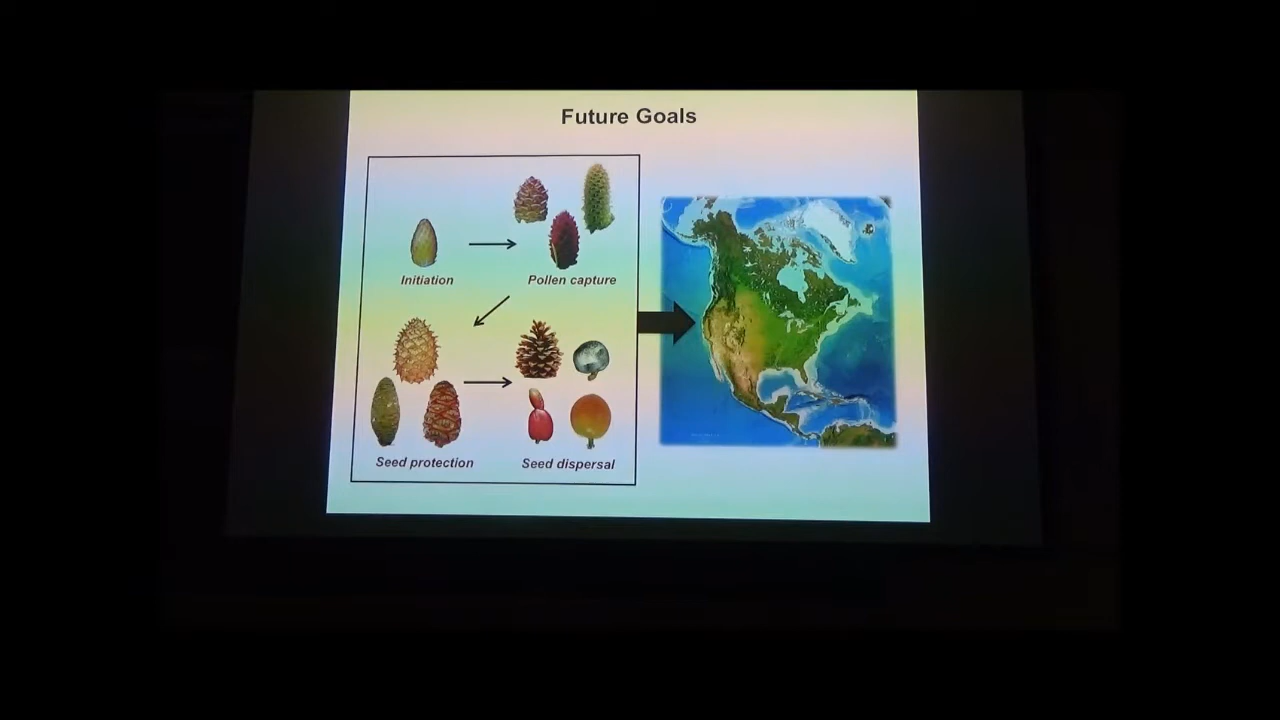 Future Goals
Initiation
Pollen capture
Seed protection
Seed dispersal